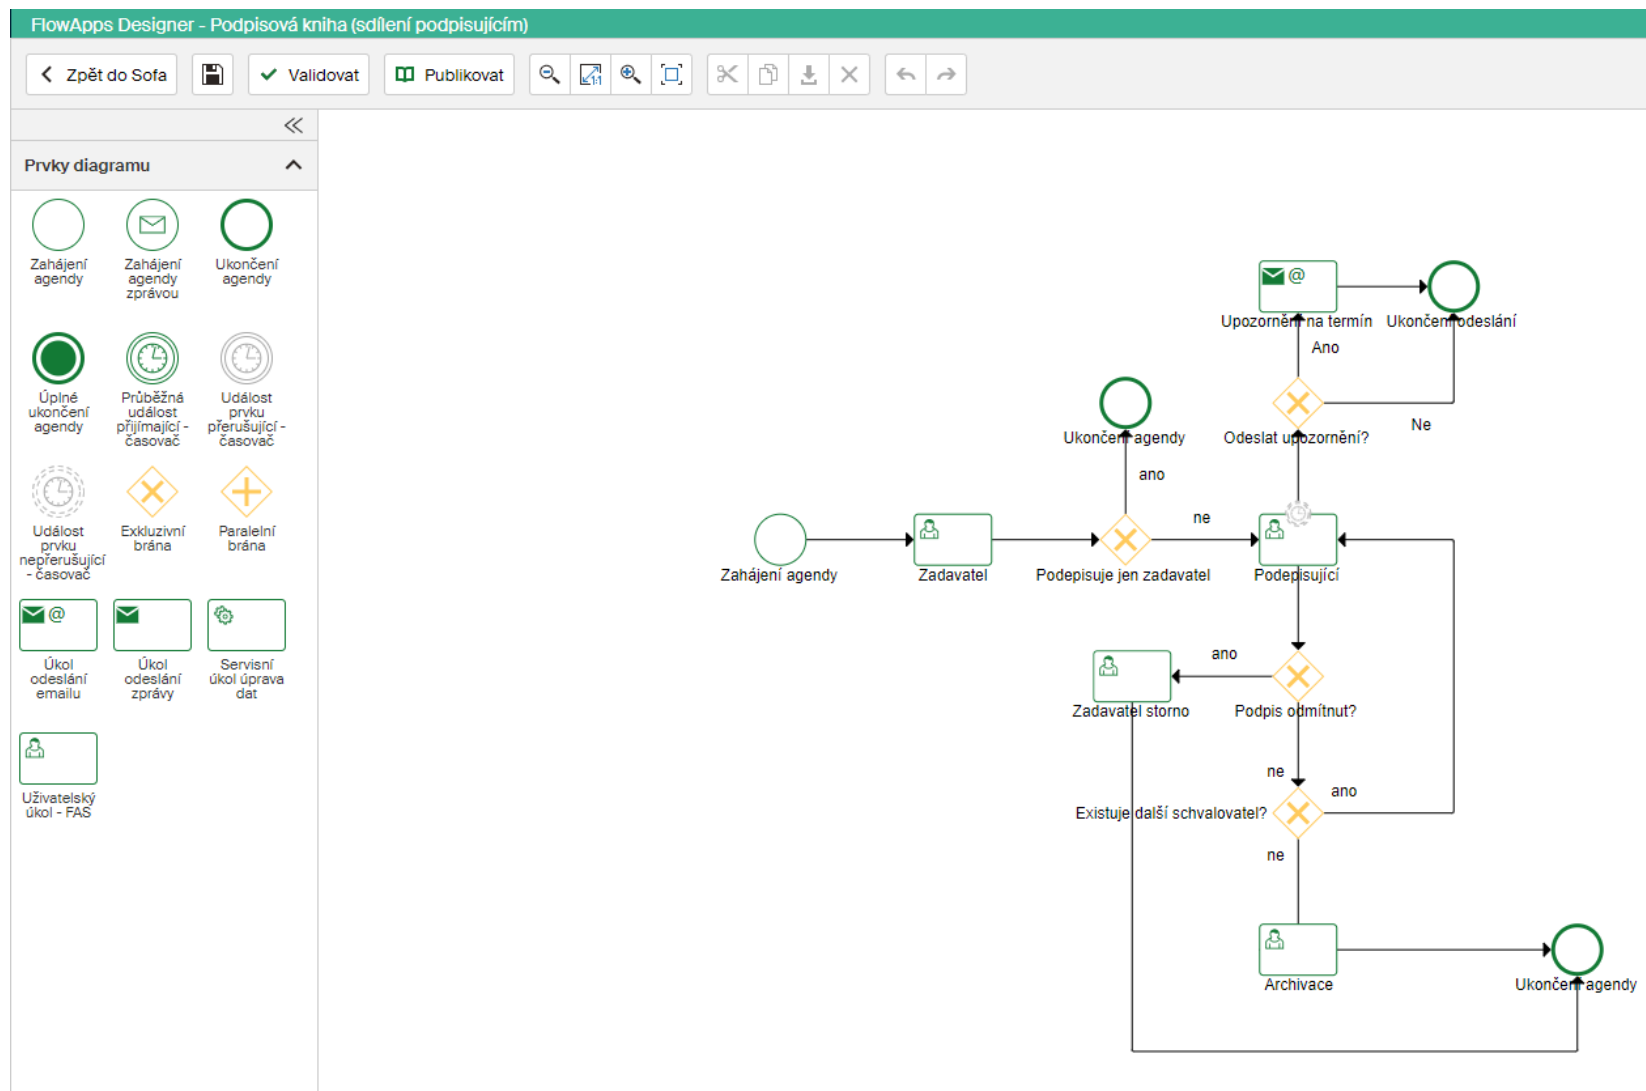 FlowApps Designer - Podpisová kniha (sdílení podpisujícím)
Zpět do Sofa
Validovat
Publikovat
1:1
Prvky diagramu
Zahájení
agendy
Zahájení
agendy
zprávou
Ukončení
agendy
Úplné
ukončení
agendy
Průběžná
událost
přijímající -
časovač
Událost
prvku
přerušující -
časovač
Událost
prvku
nepřerušující
- časovač
Exkluzivní
brána
Paralelní
brána
@
Úkol
odeslání
emailu
Úkol
odeslání
zprávy
Servisní
úkol úprava
dat
Uživatelský
úkol - FAS
@
Upozornění na termín
Ukončení odeslání
Ano
Ne
Odeslat upozornění?
Ukončení agendy
ano
ne
Zahájení agendy
Zadavatel
Podepisuje jen zadavatel
Podepisující
ano
Zadavatel storno
Podpis odmítnut?
ne
ano
Existuje další schvalovatel?
ne
Archivace
Ukončení agendy